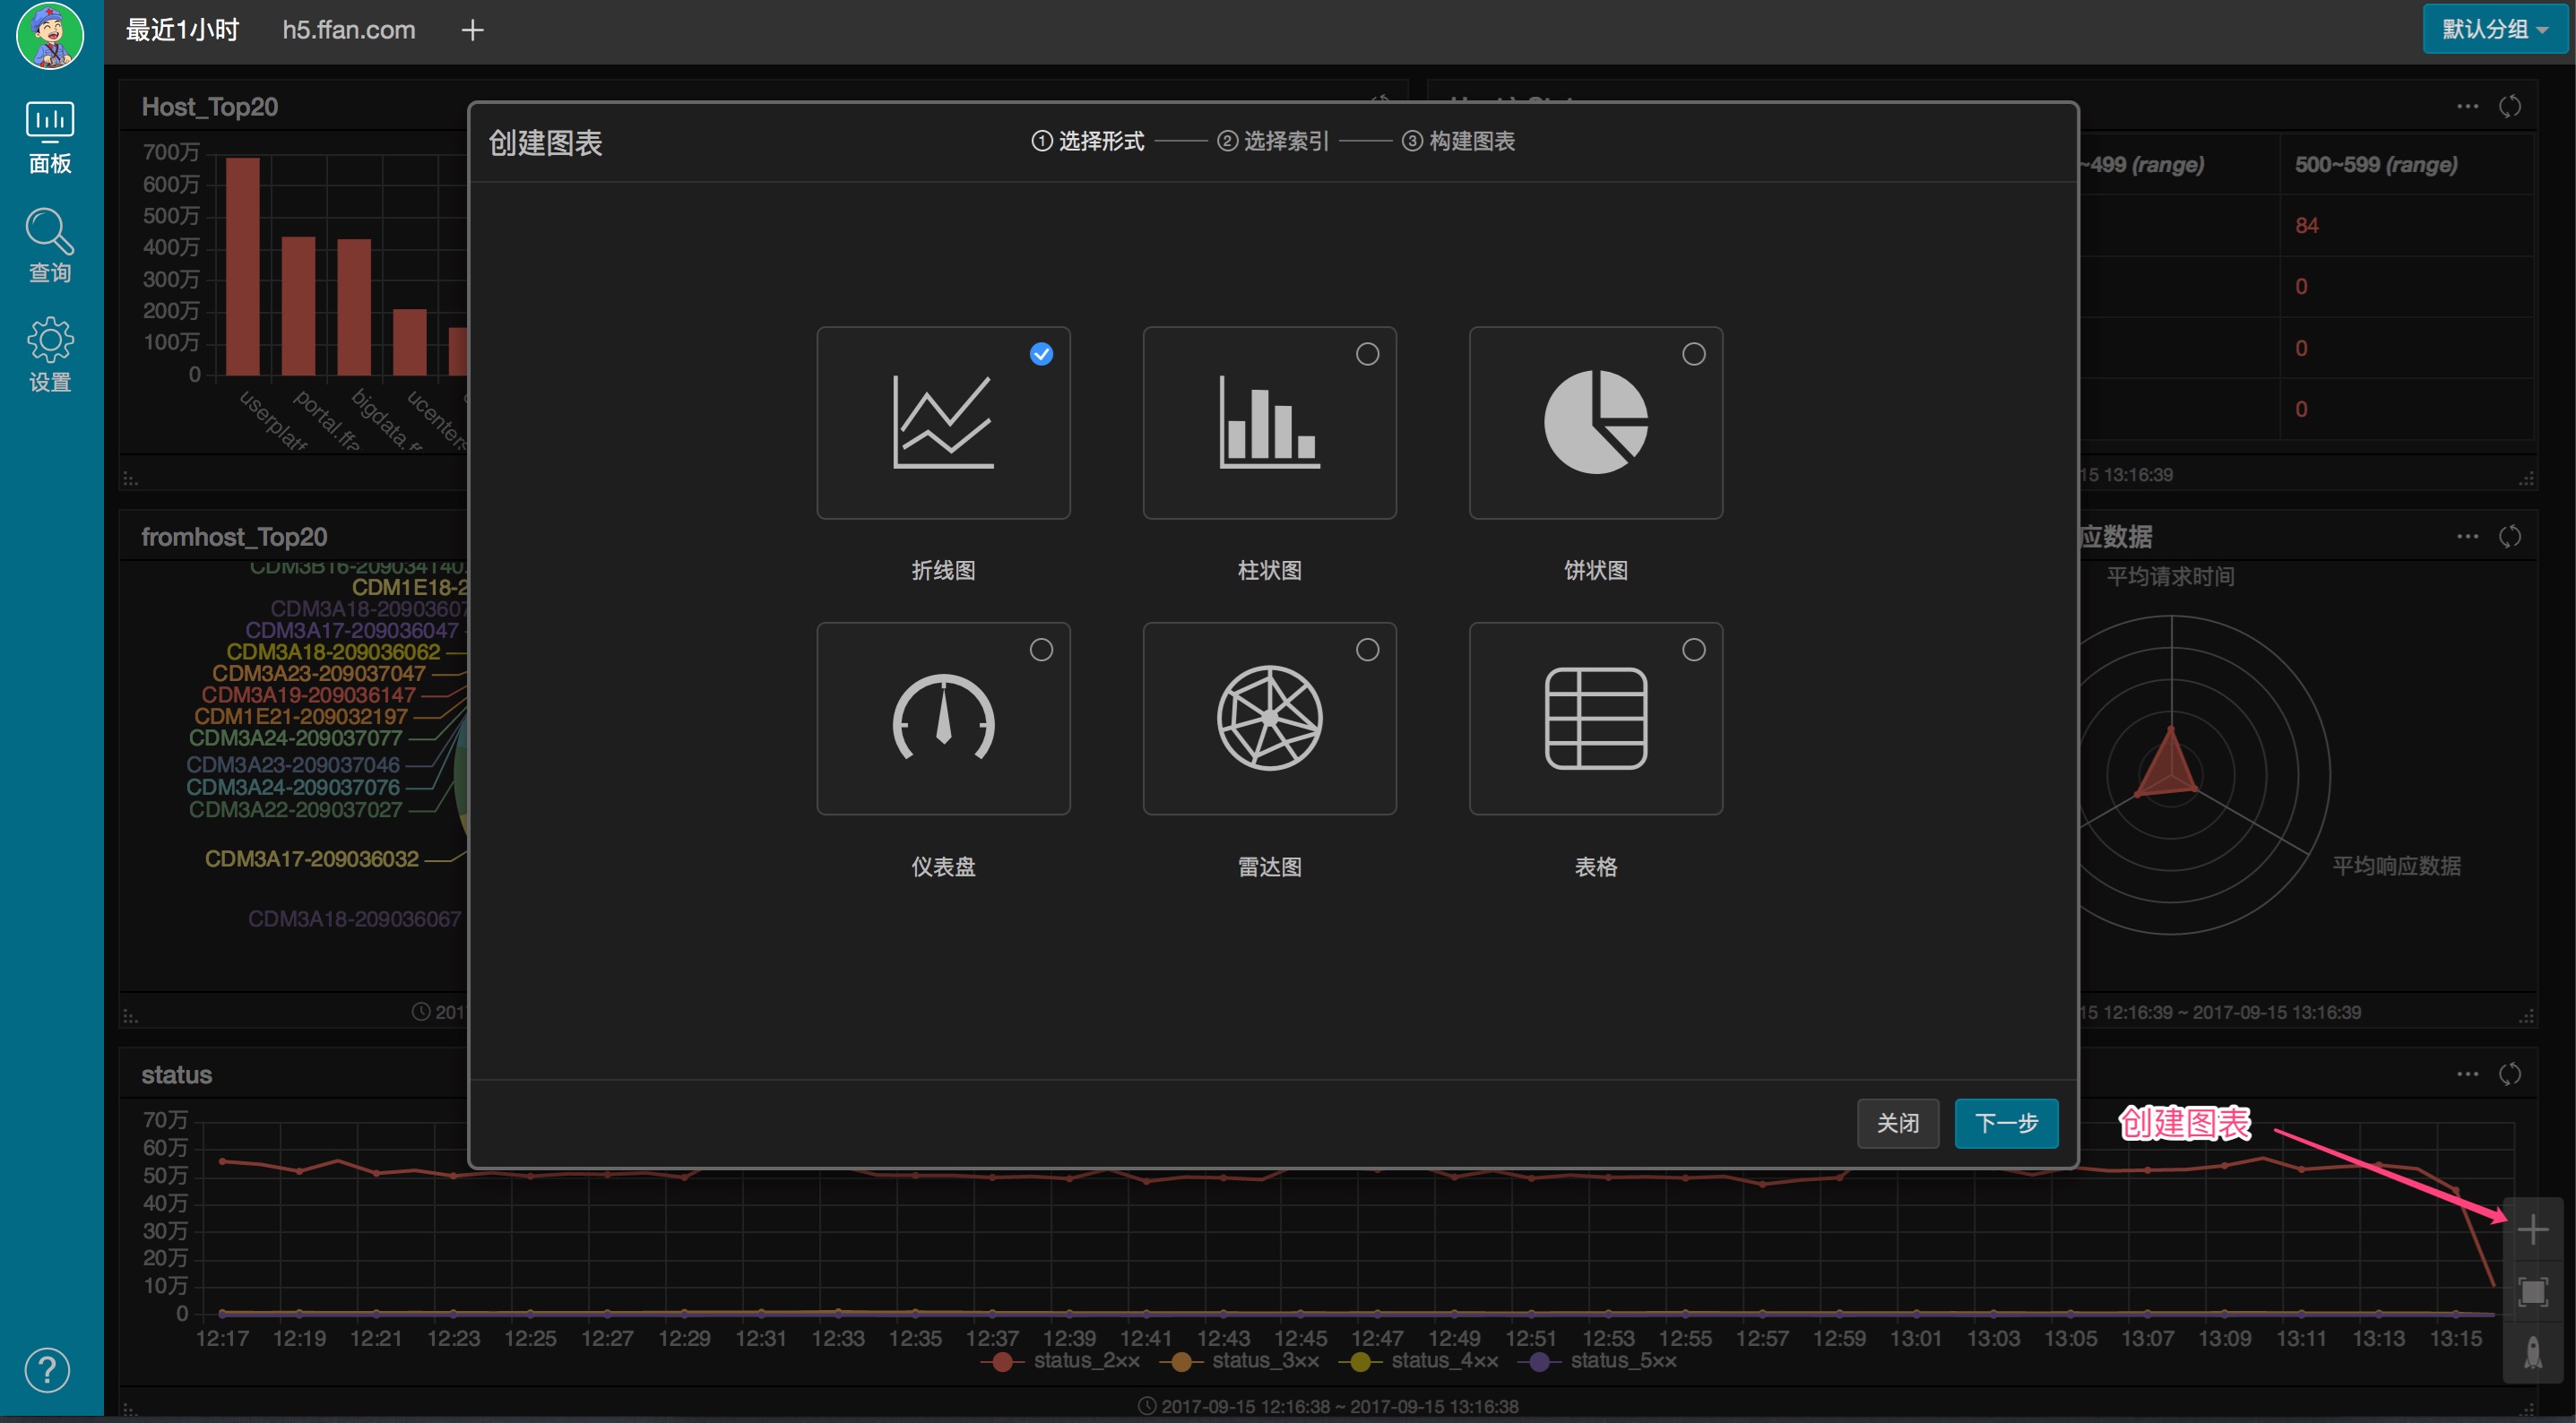 最近1小时 h5.ffan.com 默认分组
面板
查询
设置
Host_Top20
700万
600万
500万
400万
300万
200万
100万
0
userplatf
portal.ffa
bigdata.
ucenters
创建图表
① 选择形式 ② 选择索引 ③ 构建图表
折线图 柱状图 饼状图
仪表盘 雷达图 表格
关闭 下一步
~499 (range) 500~599 (range)
84
0
0
0
15 13:16:39
fromhost_Top20
CDM3B16-209034140
CDM1E18-2
CDM3A18-20903607
CDM3A17-209036047
CDM3A18-209036062
CDM3A23-209037047
CDM3A19-209036147
CDM1E21-209032197
CDM3A24-209037077
CDM3A23-209037046
CDM3A24-209037076
CDM3A22-209037027
CDM3A17-209036032
CDM3A18-209036067
201
应数据
平均请求时间
平均响应数据
15 12:16:39 ~ 2017-09-15 13:16:39
status
创建图表
70万
60万
50万
40万
30万
20万
10万
0
12:17 12:19 12:21 12:23 12:25 12:27 12:29 12:31 12:33 12:35 12:37 12:39 12:41 12:43 12:45 12:47 12:49 12:51 12:53 12:55 12:57 12:59 13:01 13:03 13:05 13:07 13:09 13:11 13:13 13:15
status_2×× status_3×× status_4×× status_5××
2017-09-15 12:16:38 ~ 2017-09-15 13:16:38
?